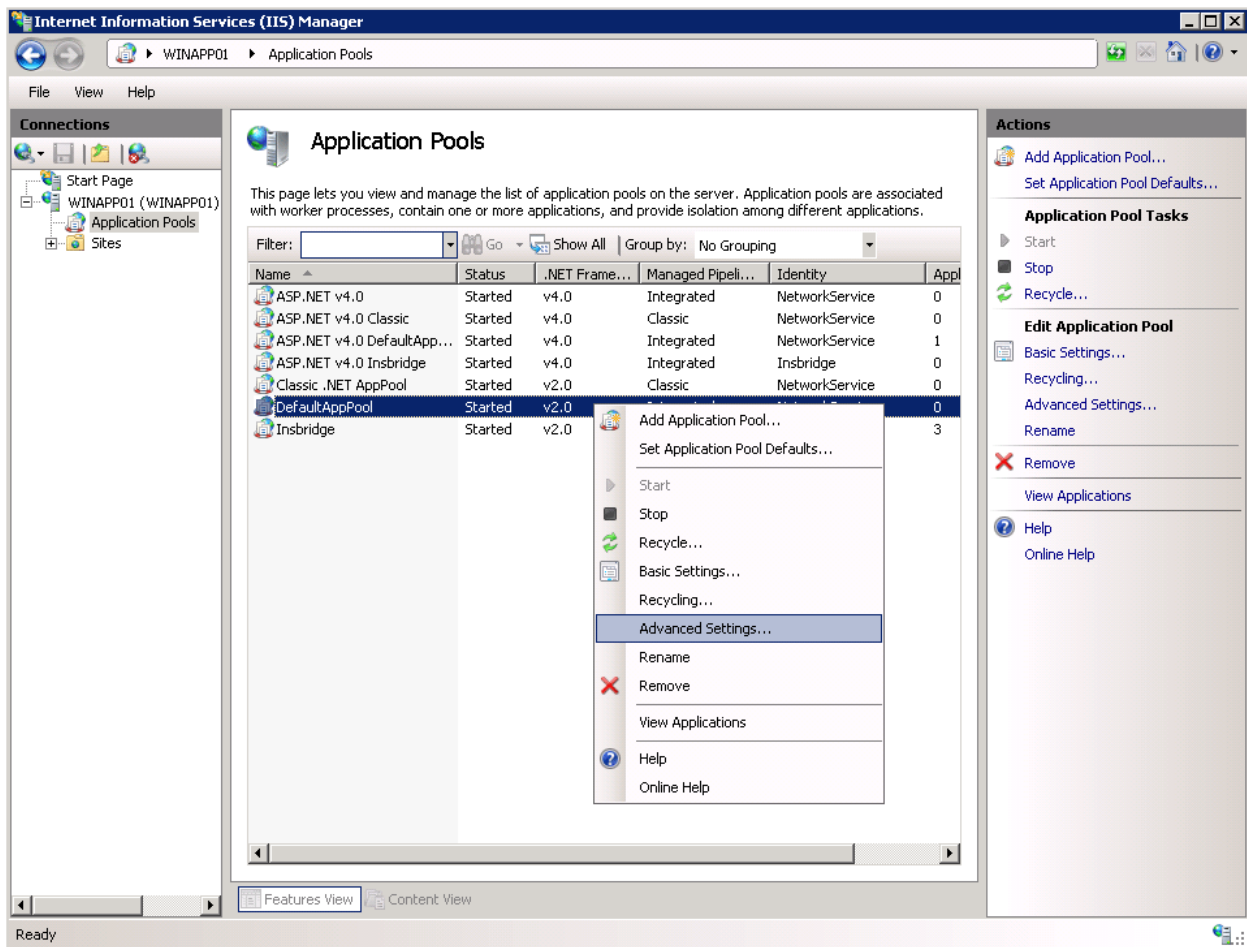 Internet Information Services (IIS) Manager
WINAPP01 Application Pools
File View Help
Connections
Start Page
WINAPP01 (WINAPP01)
Application Pools
Sites
Application Pools
This page lets you view and manage the list of application pools on the server. Application pools are associated
with worker processes, contain one or more applications, and provide isolation among different applications.
Filter: Go Show All Group by: No Grouping
Name Status .NET Frame... Managed Pipeli... Identity Appl
ASP.NET v4.0 Started v4.0 Integrated NetworkService 0
ASP.NET v4.0 Classic Started v4.0 Classic NetworkService 0
ASP.NET v4.0 DefaultApp... Started v4.0 Integrated NetworkService 1
ASP.NET v4.0 Insbridge Started v4.0 Integrated Insbridge 0
Classic .NET AppPool Started v2.0 Classic NetworkService 0
DefaultAppPool Started v2.0 0
Insbridge Started v2.0 3
Add Application Pool...
Set Application Pool Defaults...
Start
Stop
Recycle...
Basic Settings...
Recycling...
Advanced Settings...
Rename
Remove
View Applications
Help
Online Help
Features View Content View
Actions
Add Application Pool...
Set Application Pool Defaults...
Application Pool Tasks
Start
Stop
Recycle...
Edit Application Pool
Basic Settings...
Recycling...
Advanced Settings...
Rename
Remove
View Applications
Help
Online Help
Ready